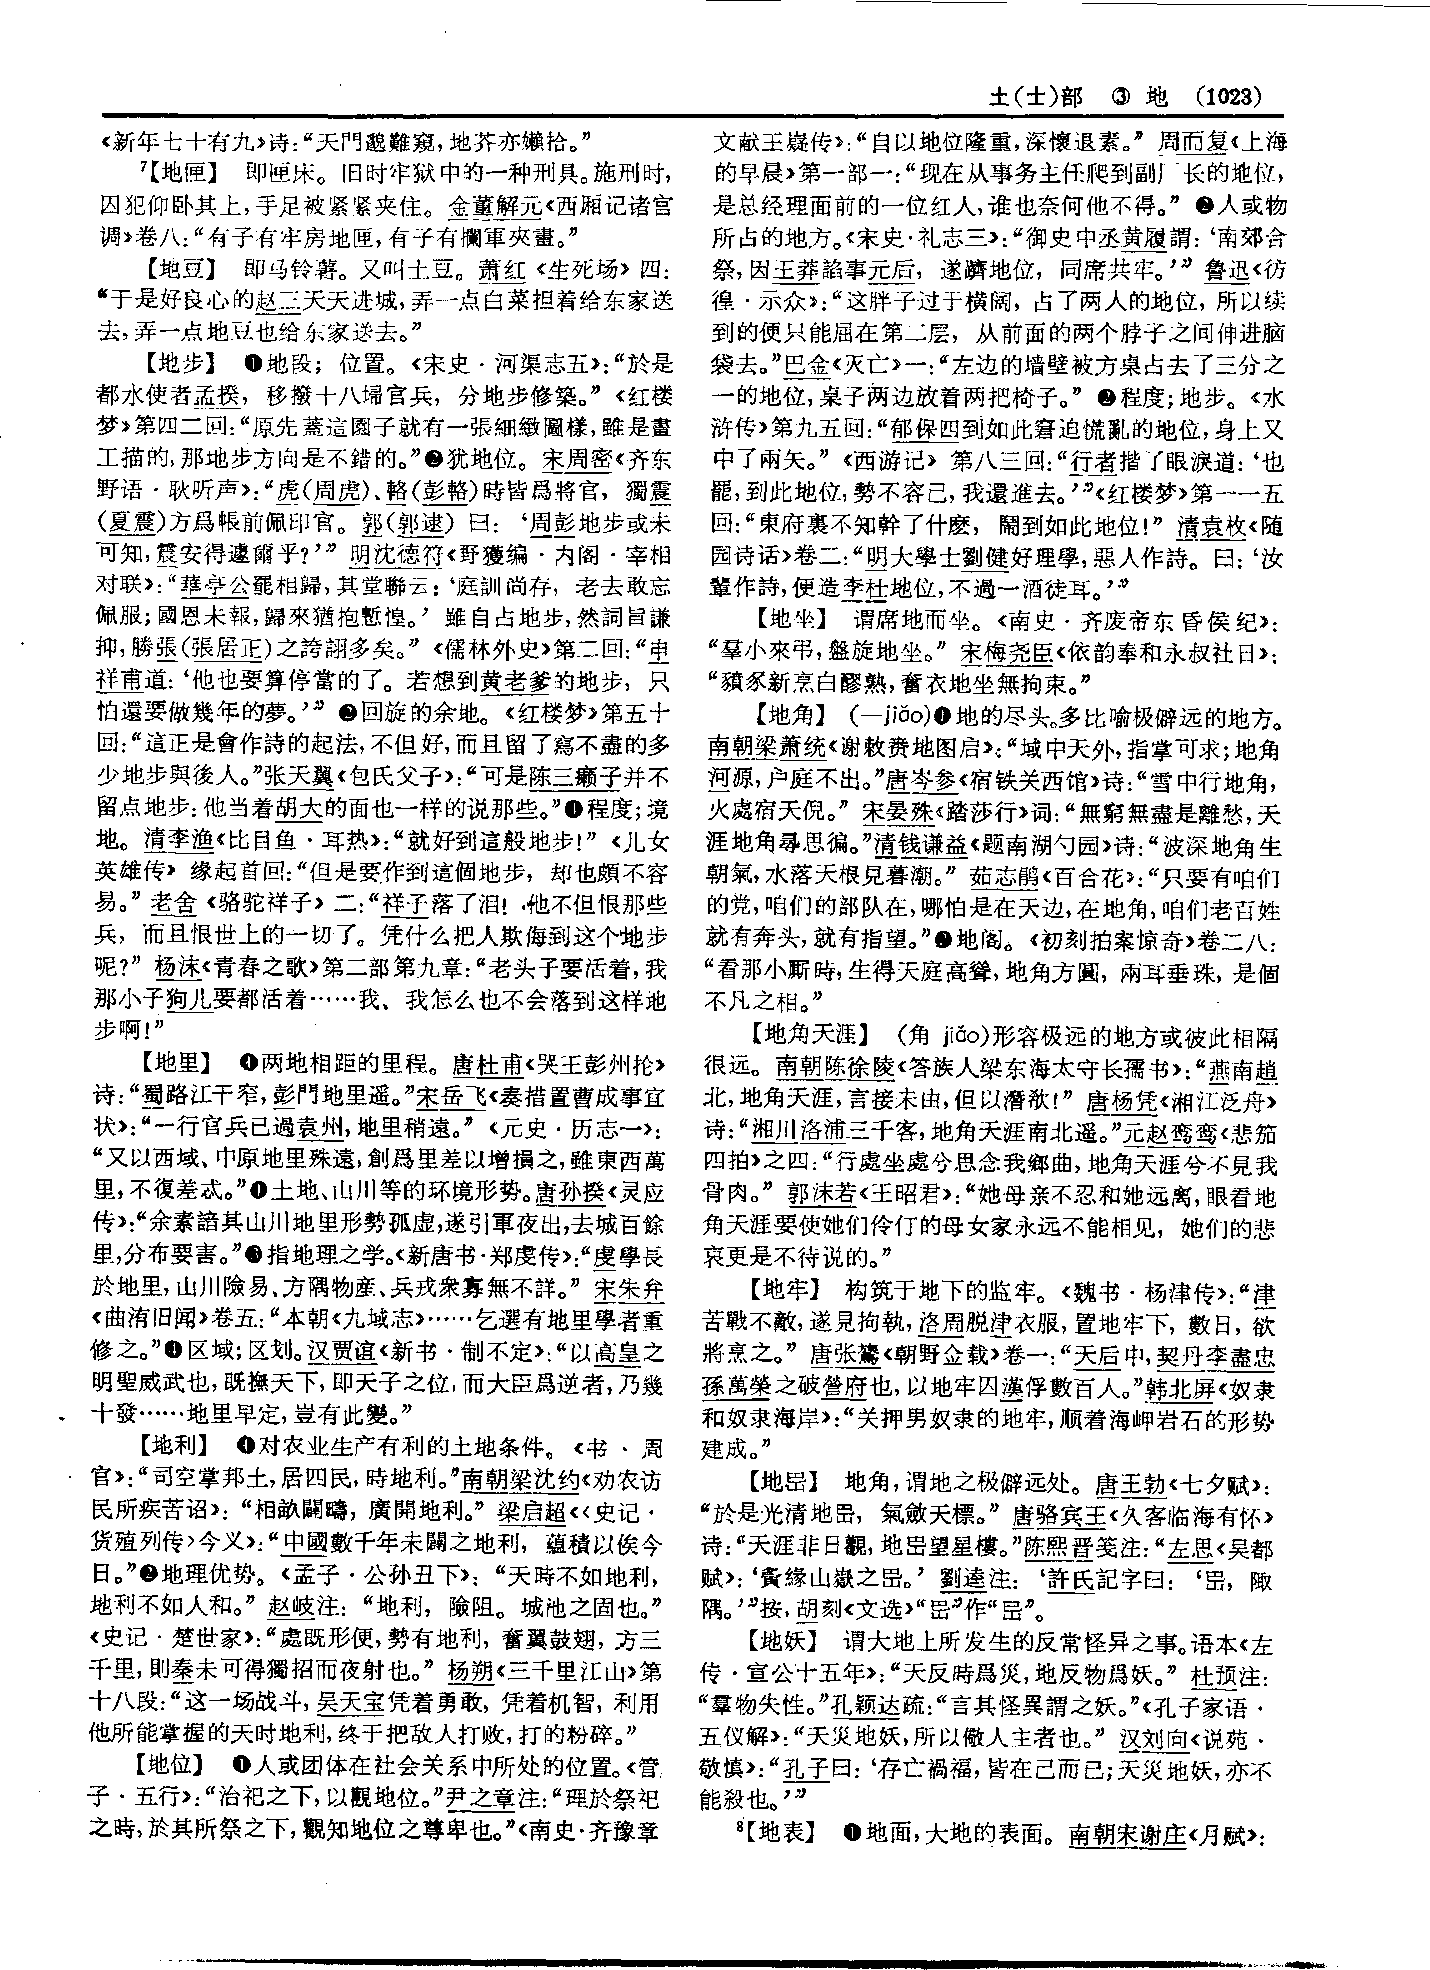 土(士)部 ③ 地 (1023)
《新年七十有九》诗:“天門邈難窺,地芥亦嬾拾。”
7【地匣】 即匣床。旧时牢狱中的一种刑具。施刑时,
囚犯仰卧其上,手足被紧紧夹住。金董解元《西厢记诸宫
调》卷八:“有子有牢房地匣,有子有欄軍夾畫。”
【地豆】 即马铃薯。又叫土豆。萧红《生死场》四:
“于是好良心的赵三天天进城,弄一点白菜担着给东家送
去,弄一点地豆也给东家送去。”
【地步】 ❶地段;位置。《宋史·河渠志五》:“於是
都水使者孟揆,移撥十八埽官兵,分地步修築。”《红楼
梦》第四二回:“原先蓋這園子就有一張細緻圖樣,雖是畫
工描的,那地步方向是不錯的。”❷犹地位。宋周密《齐东
野语·耿听声》:“虎(周虎)、輅(彭輅)時皆爲將官,獨震
(夏震)方爲帳前佩印官。郭(郭逮)曰:‘周彭地步或未
可知,震安得遽爾乎?’”明沈德符《野獲编·内阁·宰相
对联》:“華亭公罷相歸,其堂聯云:‘庭訓尚存,老去敢忘
佩服;國恩未報,歸來猶抱慙惶。’雖自占地步,然詞旨謙
抑,勝張(張居正)之誇詡多矣。”《儒林外史》第二回:“申
祥甫道:‘他也要算停當的了。若想到黄老爹的地步,只
怕還要做幾年的夢。’”❸回旋的余地。《红楼梦》第五十
回:“這正是會作詩的起法,不但好,而且留了寫不盡的多
少地步與後人。”张天翼《包氏父子》:“可是陈三癞子并不
留点地步:他当着胡大的面也一样的说那些。”❹程度;境
地。清李渔《比目鱼·耳热》:“就好到這般地步!”《儿女
英雄传》缘起首回:“但是要作到這個地步,却也頗不容
易。”老舍《骆驼祥子》二:“祥子落了泪!他不但恨那些
兵,而且恨世上的一切了。凭什么把人欺侮到这个地步
呢?”杨沫《青春之歌》第二部第九章:“老头子要活着,我
那小子狗儿要都活着……我、我怎么也不会落到这样地
步啊!”
【地里】 ❶两地相距的里程。唐杜甫《哭王彭州抡》
诗:“蜀路江干窄,彭門地里遥。”宋岳飞《奏措置曹成事宜
状》:“一行官兵已過袁州,地里稍遠。”《元史·历志一》:
“又以西域、中原地里殊遠,創爲里差以增損之,雖東西萬
里,不復差忒。”❷土地、山川等的环境形势。唐孙揆《灵应
传》:“余素諳其山川地里形勢孤虚,遂引軍夜出,去城百餘
里,分布要害。”❸指地理之学。《新唐书·郑虔传》:“虔學長
於地里,山川險易、方隅物産、兵戎衆寡無不詳。”宋朱弁
《曲洧旧闻》卷五:“本朝《九域志》……乞選有地里學者重
修之。”❹区域;区划。汉贾谊《新书·制不定》:“以高皇之
明聖威武也,既撫天下,即天子之位,而大臣爲逆者,乃幾
十發……地里早定,豈有此變。”
【地利】 ❶对农业生产有利的土地条件。《书·周
官》:“司空掌邦土,居四民,時地利。”南朝梁沈约《劝农访
民所疾苦诏》:“相畝闢疇,廣開地利。”梁启超《〈史记·
货殖列传〉今义》:“中國數千年未闢之地利,蘊積以俟今
日。”❷地理优势。《孟子·公孙丑下》:“天時不如地利,
地利不如人和。”赵岐注:“地利,險阻。城池之固也。”
《史记·楚世家》:“處既形便,勢有地利,奮翼鼓翅,方三
千里,則秦未可得獨招而夜射也。”杨朔《三千里江山》第
十八段:“这一场战斗,吴天宝凭着勇敢,凭着机智,利用
他所能掌握的天时地利,终于把敌人打败,打的粉碎。”
【地位】 ❶人或团体在社会关系中所处的位置。《管
子·五行》:“治祀之下,以觀地位。”尹之章注:“理於祭祀
之時,於其所祭之下,觀知地位之尊卑也。”《南史·齐豫章
文献王嶷传》:“自以地位隆重,深懷退素。”周而复《上海
的早晨》第一部一:“现在从事务主任爬到副厂长的地位,
是总经理面前的一位红人,谁也奈何他不得。”❷人或物
所占的地方。《宋史·礼志三》:“御史中丞黄履謂:‘南郊合
祭,因王莽諂事元后,遂躋地位,同席共牢。’”鲁迅《彷
徨·示众》:“这胖子过于横阔,占了两人的地位,所以续
到的便只能屈在第二层,从前面的两个脖子之间伸进脑
袋去。”巴金《灭亡》一:“左边的墙壁被方桌占去了三分之
一的地位,桌子两边放着两把椅子。”❸程度;地步。《水
浒传》第九五回:“郁保四到如此窘迫慌亂的地位,身上又
中了兩矢。”《西游记》第八三回:“行者揩了眼淚道:‘也
罷,到此地位,勢不容己,我還進去。’”《红楼梦》第一一五
回:“東府裏不知幹了什麽,鬧到如此地位!”清袁枚《随
园诗话》卷二:“明大學士劉健好理學,惡人作詩。曰:‘汝
輩作詩,便造李杜地位,不過一酒徒耳。’”
【地坐】 谓席地而坐。《南史·齐废帝东昏侯纪》:
“羣小來弔,盤旋地坐。”宋梅尧臣《依韵奉和永叔社日》:
“豶豕新烹白醪熟,奮衣地坐無拘束。”
【地角】 (—jiǎo)❶地的尽头。多比喻极僻远的地方。
南朝梁萧统《谢敕赉地图启》:“域中天外,指掌可求;地角
河源,户庭不出。”唐岑参《宿铁关西馆》诗:“雪中行地角,
火處宿天倪。”宋晏殊《踏莎行》词:“無窮無盡是離愁,天
涯地角尋思徧。”清钱谦益《题南湖勺园》诗:“波深地角生
朝氣,水落天根見暮潮。”茹志鹃《百合花》:“只要有咱们
的党,咱们的部队在,哪怕是在天边,在地角,咱们老百姓
就有奔头,就有指望。”❷地阁。《初刻拍案惊奇》卷二八:
“看那小厮時,生得天庭高聳,地角方圓,兩耳垂珠,是個
不凡之相。”
【地角天涯】 (角 jiǎo)形容极远的地方或彼此相隔
很远。南朝陈徐陵《答族人梁东海太守长孺书》:“燕南趙
北,地角天涯,言接未由,但以潛欷!”唐杨凭《湘江泛舟》
诗:“湘川洛浦三千客,地角天涯南北遥。”元赵鸾鸾《悲笳
四拍》之四:“行處坐處兮思念我鄉曲,地角天涯兮不見我
骨肉。”郭沫若《王昭君》:“她母亲不忍和她远离,眼看地
角天涯要使她们伶仃的母女家永远不能相见,她们的悲
哀更是不待说的。”
【地牢】 构筑于地下的监牢。《魏书·杨津传》:“津
苦戰不敵,遂見拘執,洛周脱津衣服,置地牢下,數日,欲
將烹之。”唐张鷟《朝野佥载》卷一:“天后中,契丹李盡忠
孫萬榮之破營府也,以地牢囚漢俘數百人。”韩北屏《奴隶
和奴隶海岸》:“关押男奴隶的地牢,顺着海岬岩石的形势
建成。”
【地喦】 地角,谓地之极僻远处。唐王勃《七夕赋》:
“於是光清地喦,氣斂天標。”唐骆宾王《久客临海有怀》
诗:“天涯非日觀,地喦望星樓。”陈熙晋笺注:“左思《吴都
赋》:‘夤緣山嶽之喦。’劉逵注:‘許氏記字曰:‘喦,陬
隅。’”按,胡刻《文选》“喦”作“岊”。
【地妖】 谓大地上所发生的反常怪异之事。语本《左
传·宣公十五年》:“天反時爲災,地反物爲妖。”杜预注:
“羣物失性。”孔颖达疏:“言其怪異謂之妖。”《孔子家语·
五仪解》:“天災地妖,所以儆人主者也。”汉刘向《说苑·
敬慎》:“孔子曰:‘存亡禍福,皆在己而已;天災地妖,亦不
能殺也。’”
8【地表】 ❶地面,大地的表面。南朝宋谢庄《月赋》: